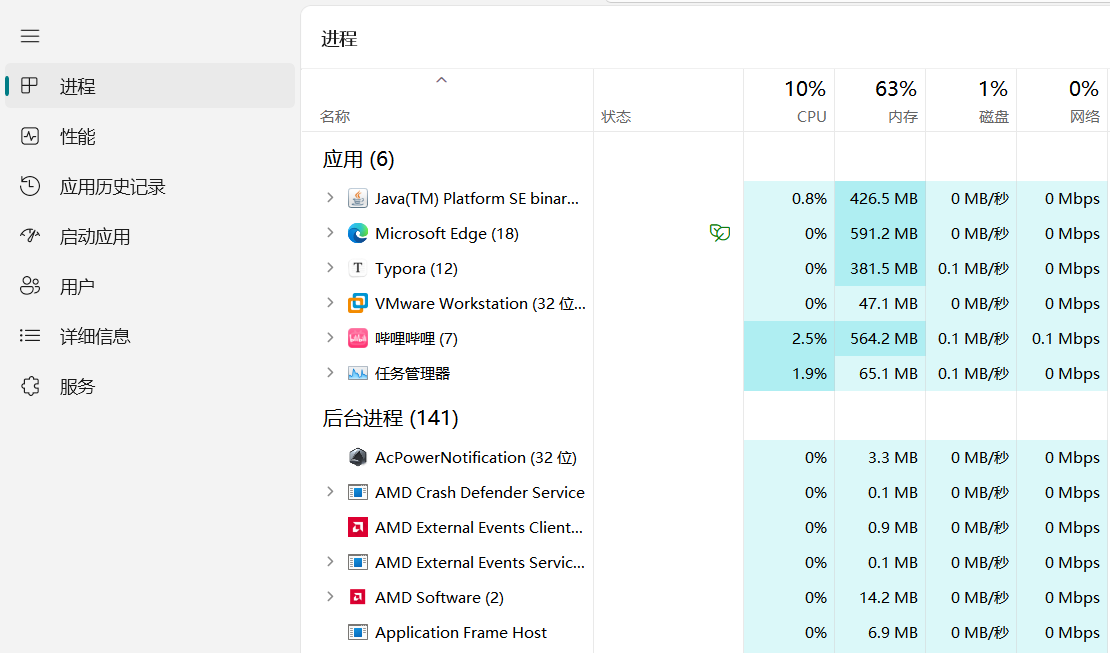 进程
进程
性能
应用历史记录
启动应用
用户
详细信息
服务
10% 63% 1% 0%
名称 状态 CPU 内存 磁盘 网络
应用 (6)
Java(TM) Platform SE binar... 0.8% 426.5 MB 0 MB/秒 0 Mbps
Microsoft Edge (18) 0% 591.2 MB 0 MB/秒 0 Mbps
T Typora (12) 0% 381.5 MB 0.1 MB/秒 0 Mbps
VMware Workstation (32 位... 0% 47.1 MB 0 MB/秒 0 Mbps
哔哩哔哩 (7) 2.5% 564.2 MB 0.1 MB/秒 0.1 Mbps
任务管理器 1.9% 65.1 MB 0.1 MB/秒 0 Mbps
后台进程 (141)
AcPowerNotification (32 位) 0% 3.3 MB 0 MB/秒 0 Mbps
AMD Crash Defender Service 0% 0.1 MB 0 MB/秒 0 Mbps
AMD External Events Client... 0% 0.9 MB 0 MB/秒 0 Mbps
AMD External Events Servic... 0% 0.1 MB 0 MB/秒 0 Mbps
AMD Software (2) 0% 14.2 MB 0 MB/秒 0 Mbps
Application Frame Host 0% 6.9 MB 0 MB/秒 0 Mbps